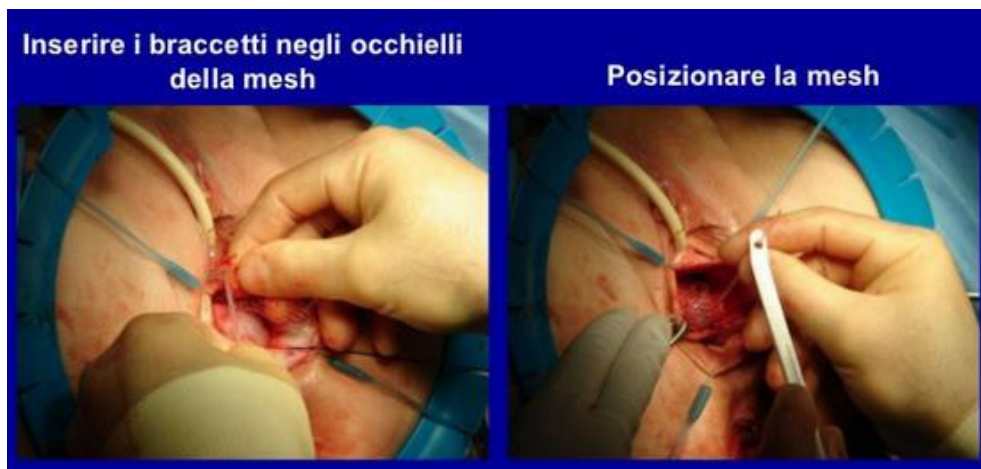 Inserire i braccetti negli occhielli
della mesh
Posizionare la mesh